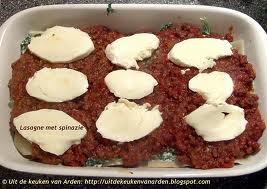 Lasagne met spinazie
© Uit de keuken van Arden: http://uitdekeukenvanarden.blogspot.com